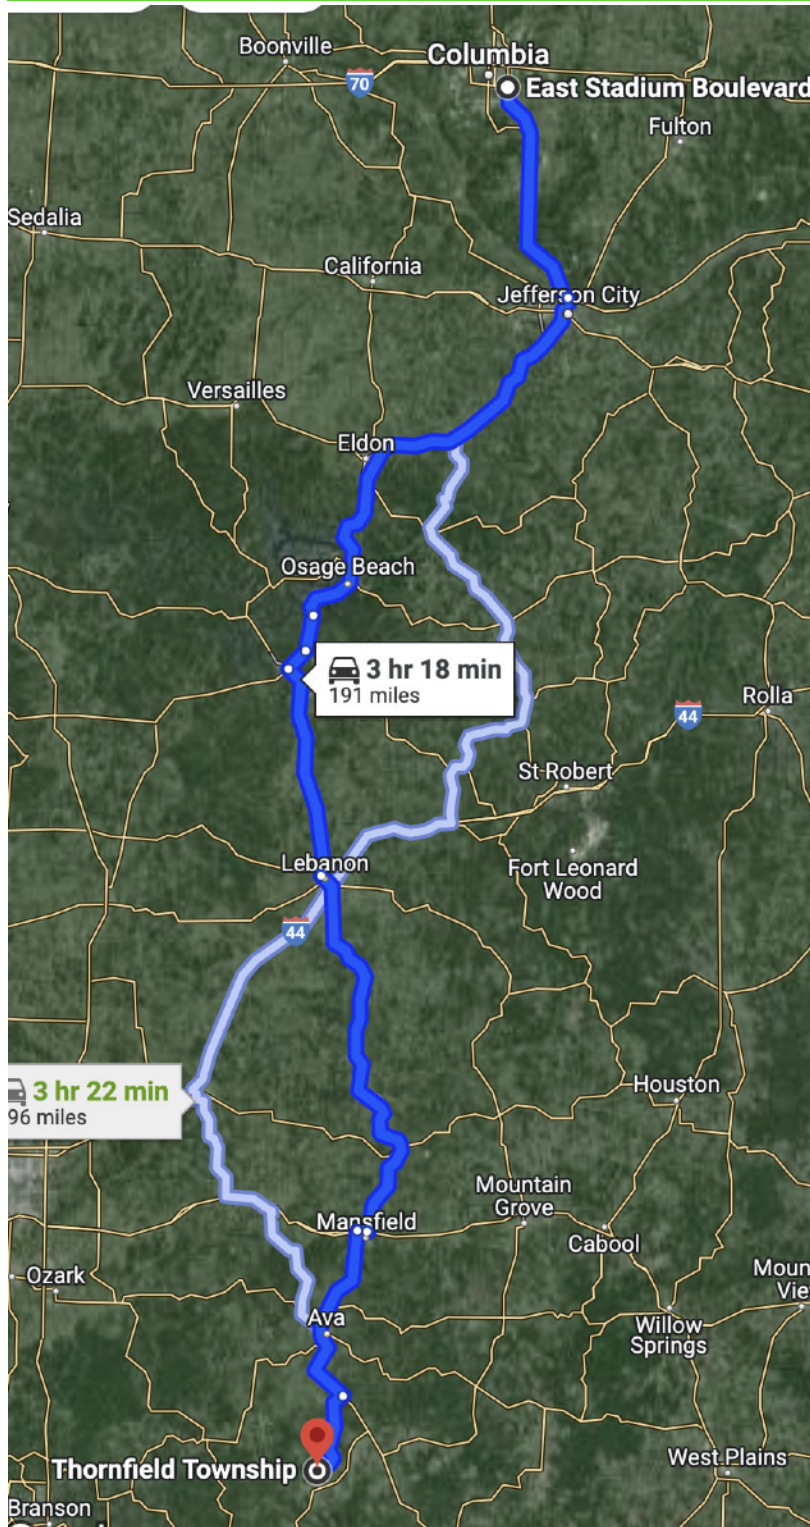 Boonville
Columbia
70
East Stadium Boulevard
Fulton
Sedalia
California
Jefferson City
Versailles
Eldon
Osage Beach
3 hr 18 min
191 miles
Rolla
44
St Robert
Lebanon
Fort Leonard
Wood
44
3 hr 22 min
96 miles
Houston
Mountain
Grove
Mansfield
Cabool
Ozark
Moun
Vie
Ava
Willow
Springs
Thornfield Township
West Plains
Branson